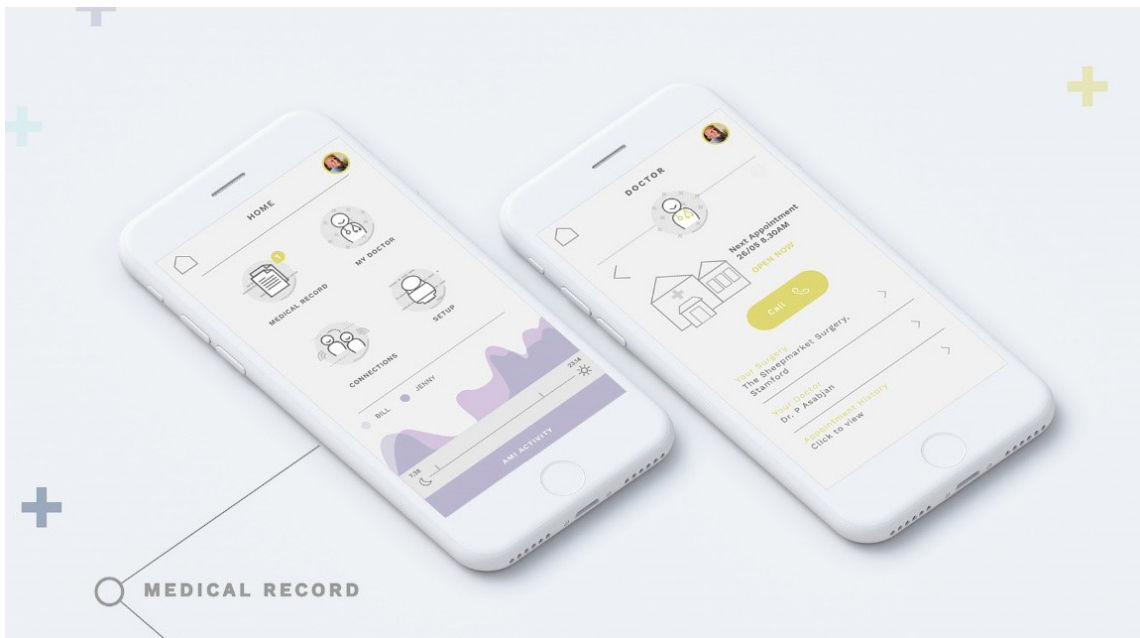 HOME
1
MEDICAL RECORD
MY DOCTOR
CONNECTIONS
SETUP
BILL
JENNY
7.38
23:14
AMI ACTIVITY
DOCTOR
Next Appointment
26/05 8.30AM
OPEN NOW
Call
Your Surgery
The Sheepmarket Surgery,
Stamford
Your Doctor
Dr. P Asabjan
Appointment History
Click to view
MEDICAL RECORD